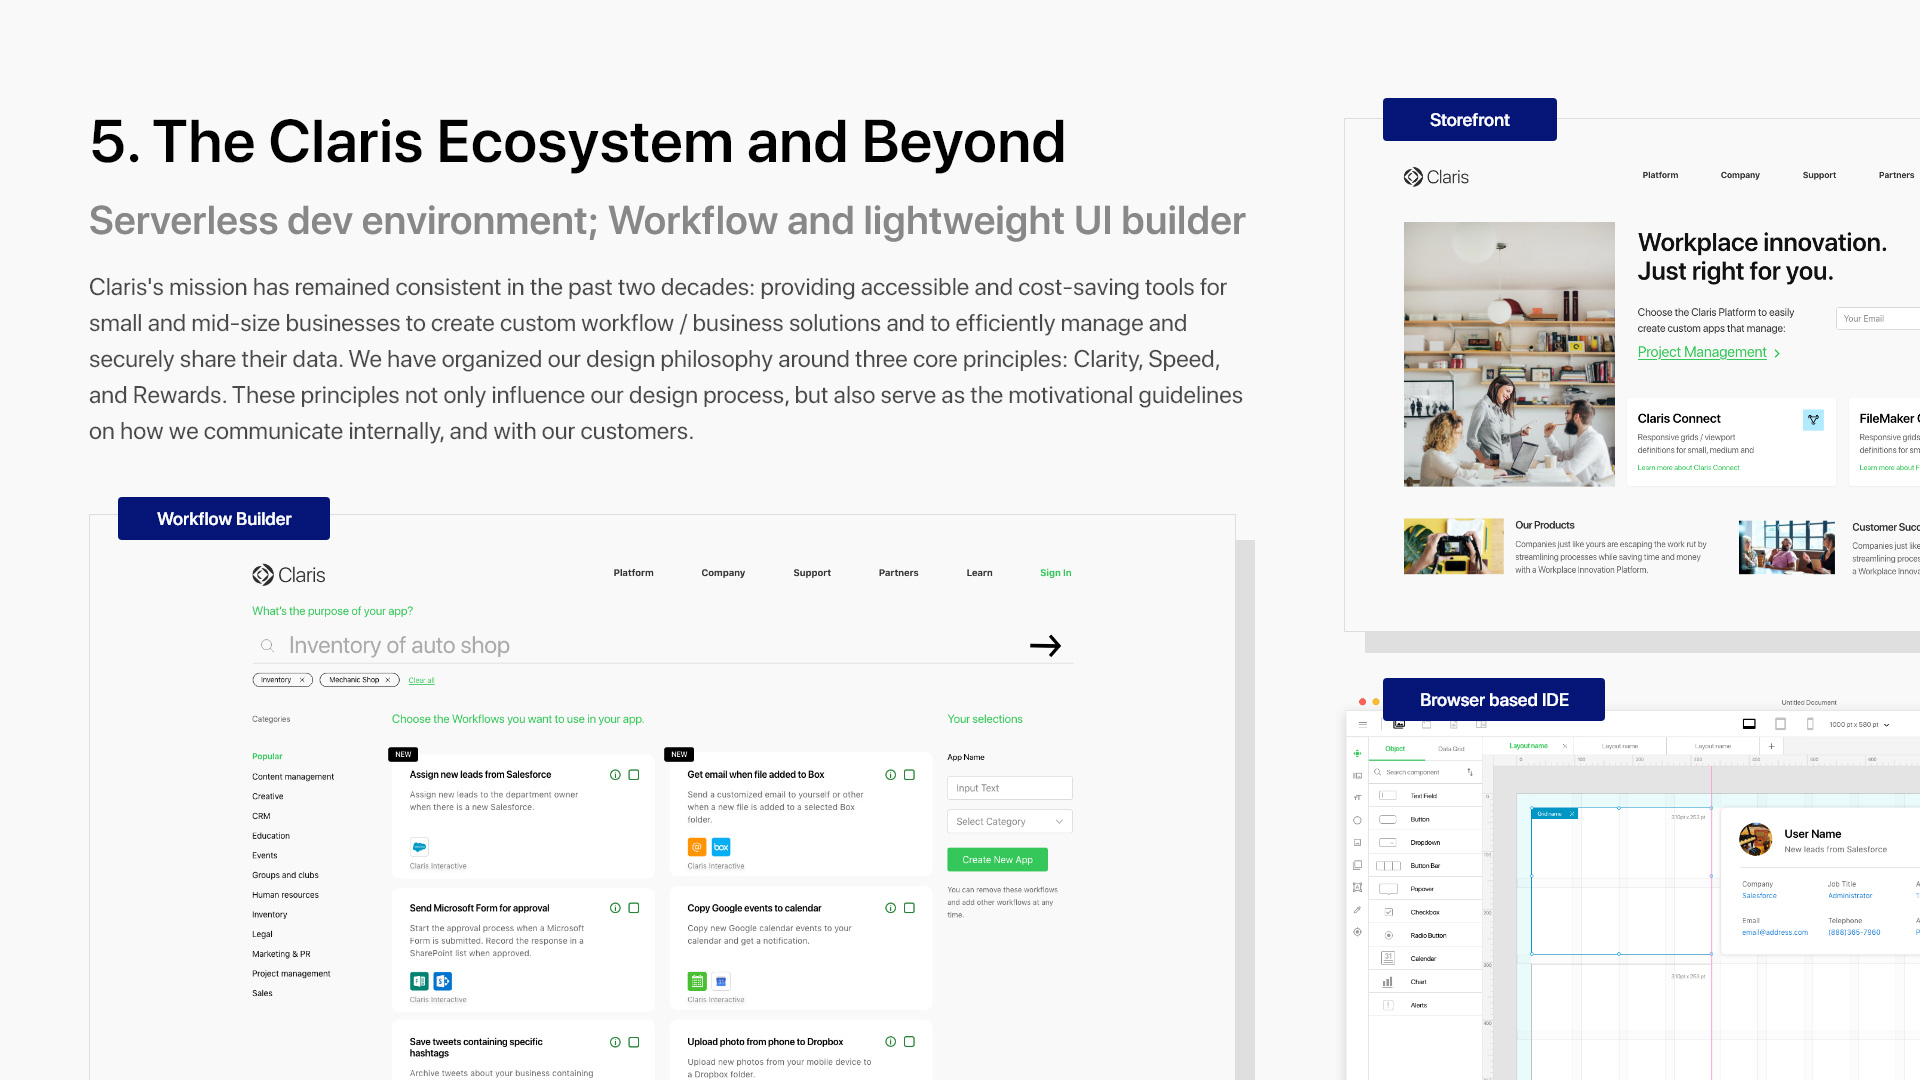 5. The Claris Ecosystem and Beyond
Serverless dev environment; Workflow and lightweight UI builder
Claris's mission has remained consistent in the past two decades: providing accessible and cost-saving tools for
small and mid-size businesses to create custom workflow / business solutions and to efficiently manage and
securely share their data. We have organized our design philosophy around three core principles: Clarity, Speed,
and Rewards. These principles not only influence our design process, but also serve as the motivational guidelines
on how we communicate internally, and with our customers.
Workflow Builder
Claris
Platform
Company
Support
Partners
Learn
Sign In
What's the purpose of your app?
Inventory of auto shop
Inventory
Mechanic Shop
Clear all
Categories
Popular
Content management
Creative
CRM
Education
Events
Groups and clubs
Human resources
Inventory
Legal
Marketing & PR
Project management
Sales
Choose the Workflows you want to use in your app.
NEW
Assign new leads from Salesforce
Assign new leads to the department owner
when there is a new Salesforce.
Claris Interactive
NEW
Get email when file added to Box
Send a customized email to yourself or other
when a new file is added to a selected Box
folder.
box
Claris Interactive
Send Microsoft Form for approval
Start the approval process when a Microsoft
Form is submitted. Record the response in a
SharePoint list when approved.
Claris Interactive
Copy Google events to calendar
Copy new Google calendar events to your
calendar and get a notification.
Claris Interactive
Save tweets containing specific
hashtags
Archive tweets about your business containing
Upload photo from phone to Dropbox
Upload new photos from your mobile device to
a Dropbox folder.
Your selections
App Name
Input Text
Select Category
Create New App
You can remove these workflows
and add other workflows at any
time.
Storefront
Claris
Platform
Company
Support
Partners
Workplace innovation.
Just right for you.
Choose the Claris Platform to easily
create custom apps that manage:
Project Management
Your Email
Claris Connect
Responsive grids / viewport
definitions for small, medium and
Learn more about Claris Connect
FileMaker
Responsive grids
definitions for sm
Learn more about F
Our Products
Companies just like yours are escaping the work rut by
streamlining processes while saving time and money
with a Workplace Innovation Platform.
Customer Succ
Companies just like
streamlining proces
a Workplace Innova
Browser based IDE
Untitled Document
1000 pt x 580 pt
Object
Data Grid
Layout name
Layout name
Layout name
Search component
Text Field
Button
Dropdown
Button Bar
Popover
Checkbox
Radio Button
Calendar
Chart
Alerts
Grid name
310pt x 253 pt
310pt x 253 pt
User Name
New leads from Salesforce
Company
Salesforce
Job Title
Administrator
Email
email@address.com
Telephone
(888)365-7960